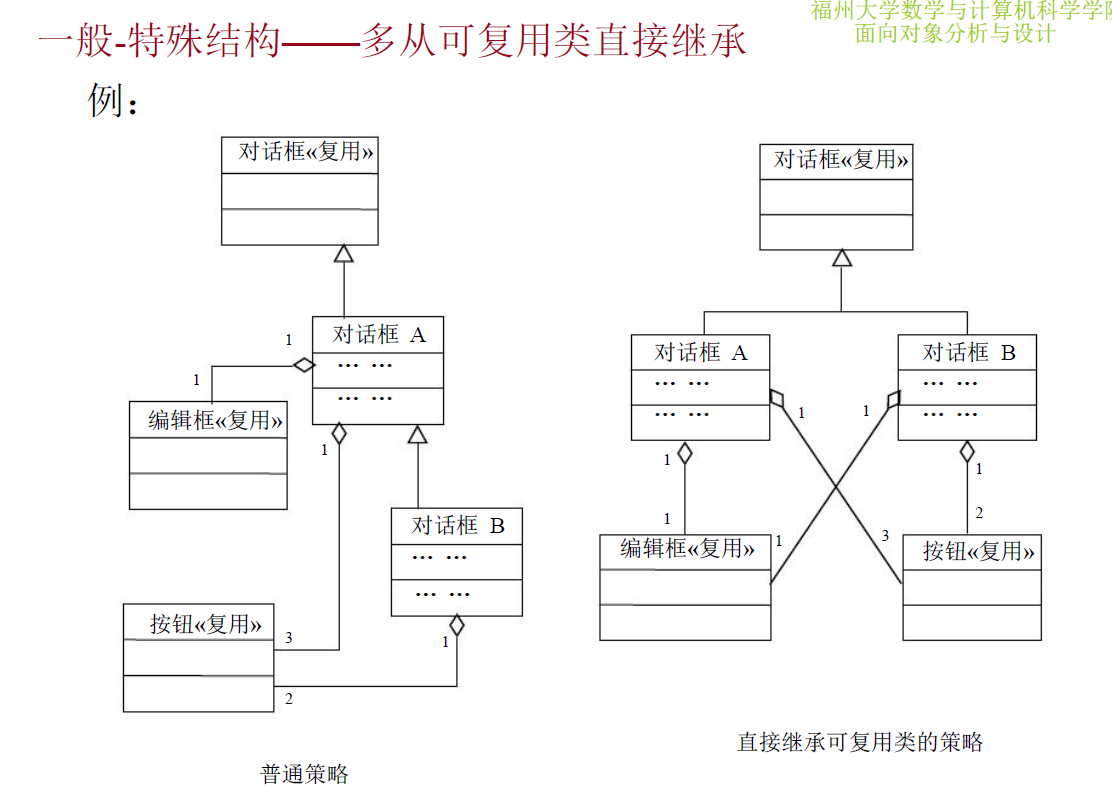 福州大学数学与计算机科学学院
面向对象分析与设计
一般-特殊结构——多从可复用类直接继承
例：
对话框«复用»
对话框 A
… …
… …
1
1
编辑框«复用»
1
对话框 B
… …
… …
按钮«复用»
3
1
2
普通策略
对话框«复用»
对话框 A
… …
… …
对话框 B
… …
… …
1
1
1
1
1
2
1
3
编辑框«复用»
按钮«复用»
直接继承可复用类的策略